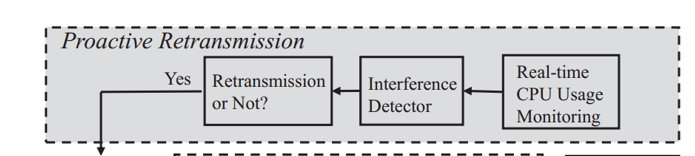 Proactive Retransmission
Yes
Retransmission
or Not?
Interference
Detector
Real-time
CPU Usage
Monitoring